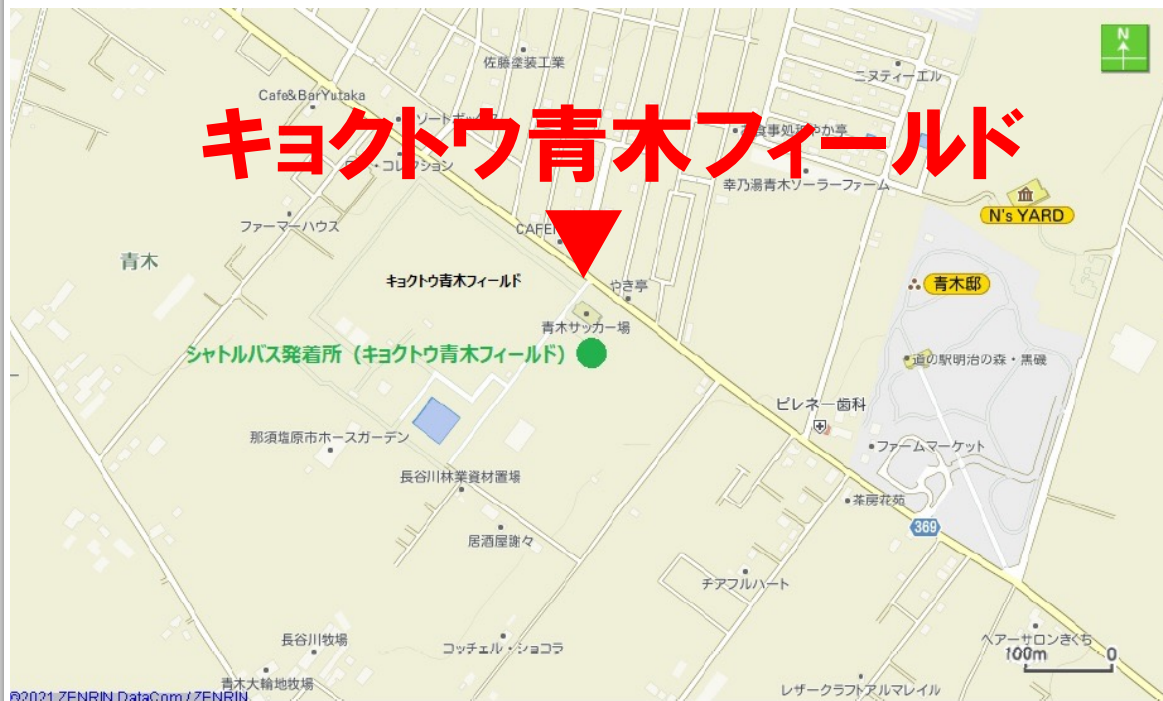 N
佐藤塗装工業
ニヌティーエル
Cafe&BarYutaka
キョクトウ青木フィールド
幸乃湯青木ソーラーファーム
N's YARD
ファーマーハウス
青木
キョクトウ青木フィールド
やき亭
青木邸
青木サッカー場
シャトルバス発着所（キョクトウ青木フィールド）
道の駅明治の森・黒磯
ピレネー歯科
那須塩原市ホースガーデン
ファームマーケット
長谷川林業資材置場
茶房花苑
369
居酒屋謝々
チアフルハート
長谷川牧場
コッチェル・ショコラ
ヘアーサロンきくち
100m 0
青木大輪地牧場
レザークラフトアルマレイル
©2021 ZENRIN DataCom / ZENRIN